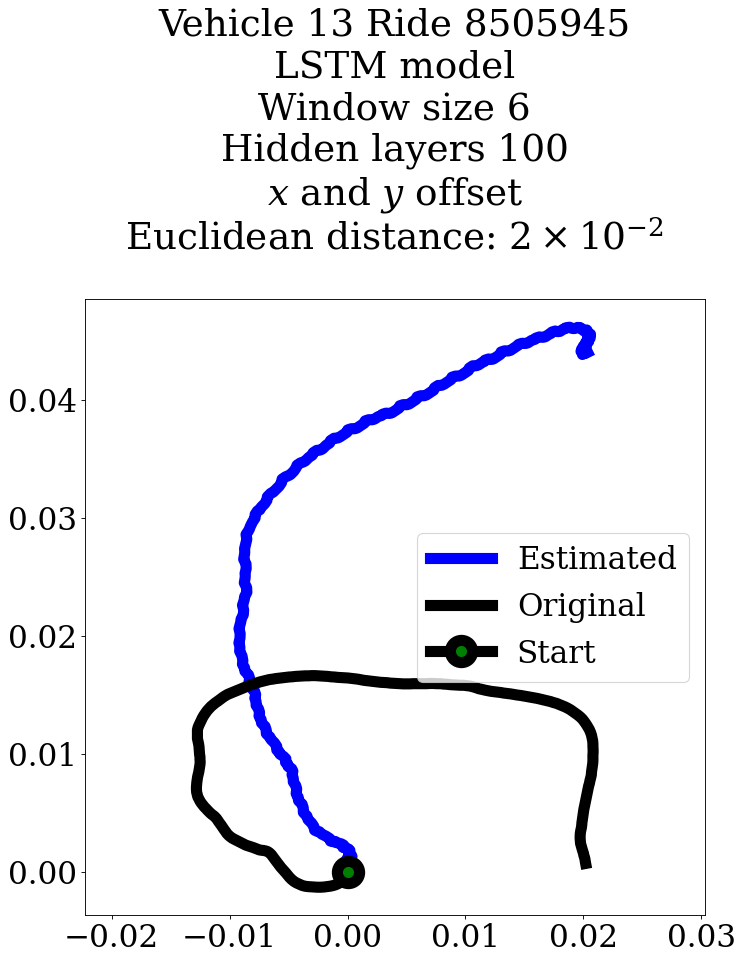 Vehicle 13 Ride 8505945
LSTM model
Window size 6
Hidden layers 100
x and y offset
Euclidean distance: 2 × 10⁻²
0.04
0.03
0.02
0.01
0.00
Estimated
Original
Start
−0.02 −0.01 0.00 0.01 0.02 0.03